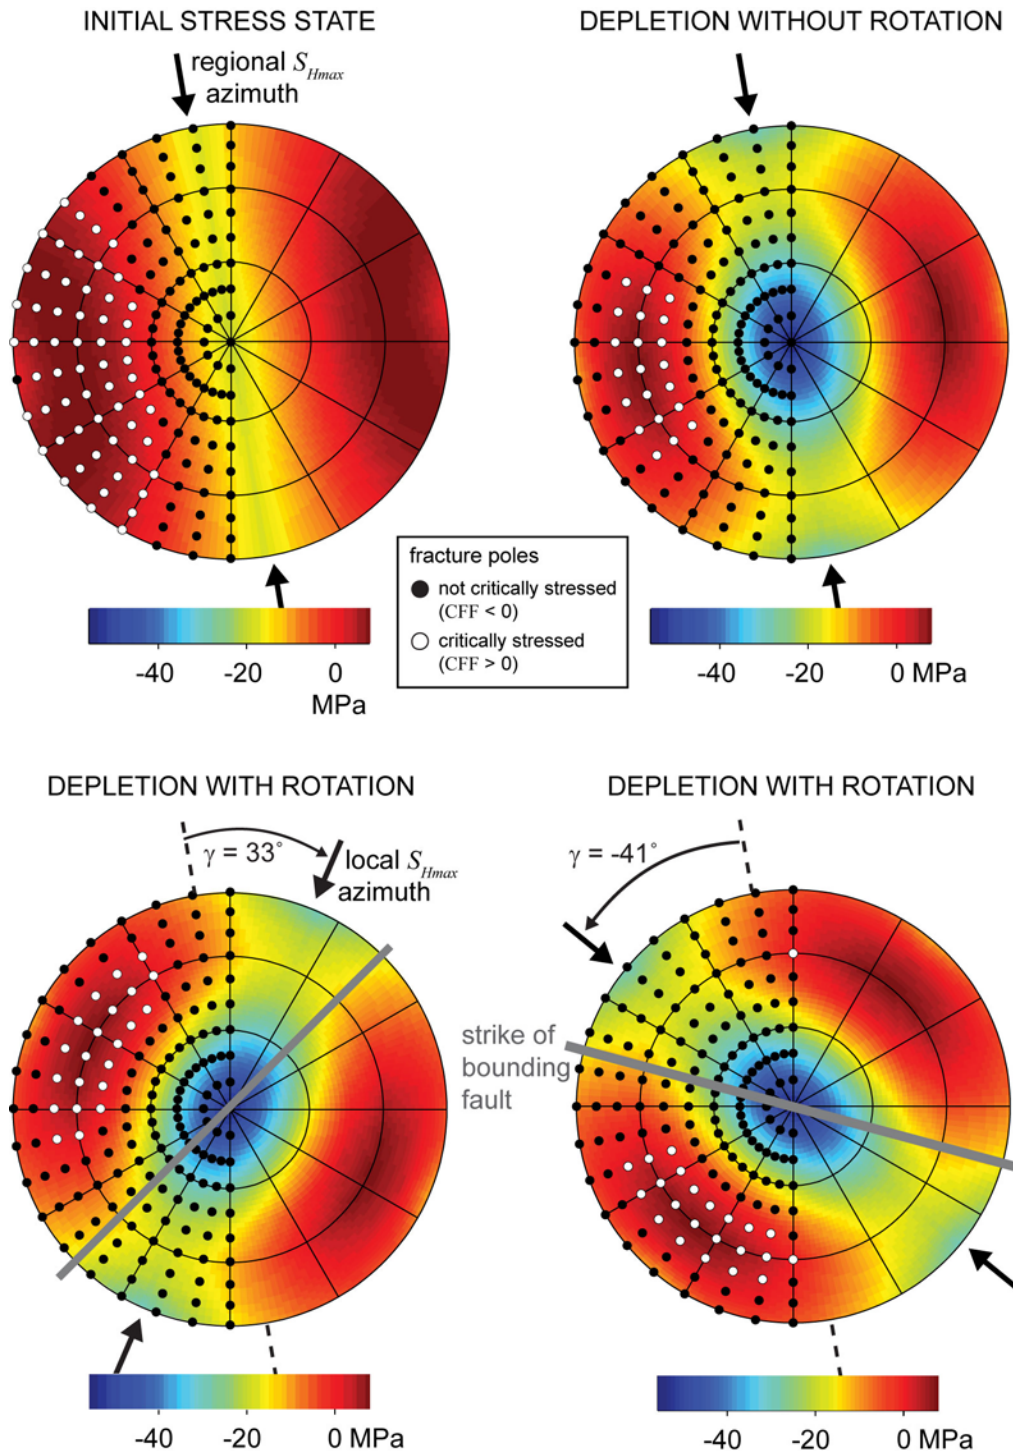 INITIAL STRESS STATE
DEPLETION WITHOUT ROTATION
regional S_Hmax
azimuth
fracture poles
not critically stressed
(CFF < 0)
critically stressed
(CFF > 0)
-40 -20 0
MPa
-40 -20 0 MPa
DEPLETION WITH ROTATION
DEPLETION WITH ROTATION
γ = 33°
local S_Hmax
azimuth
γ = -41°
strike of
bounding
fault
-40 -20 0 MPa
-40 -20 0 MPa